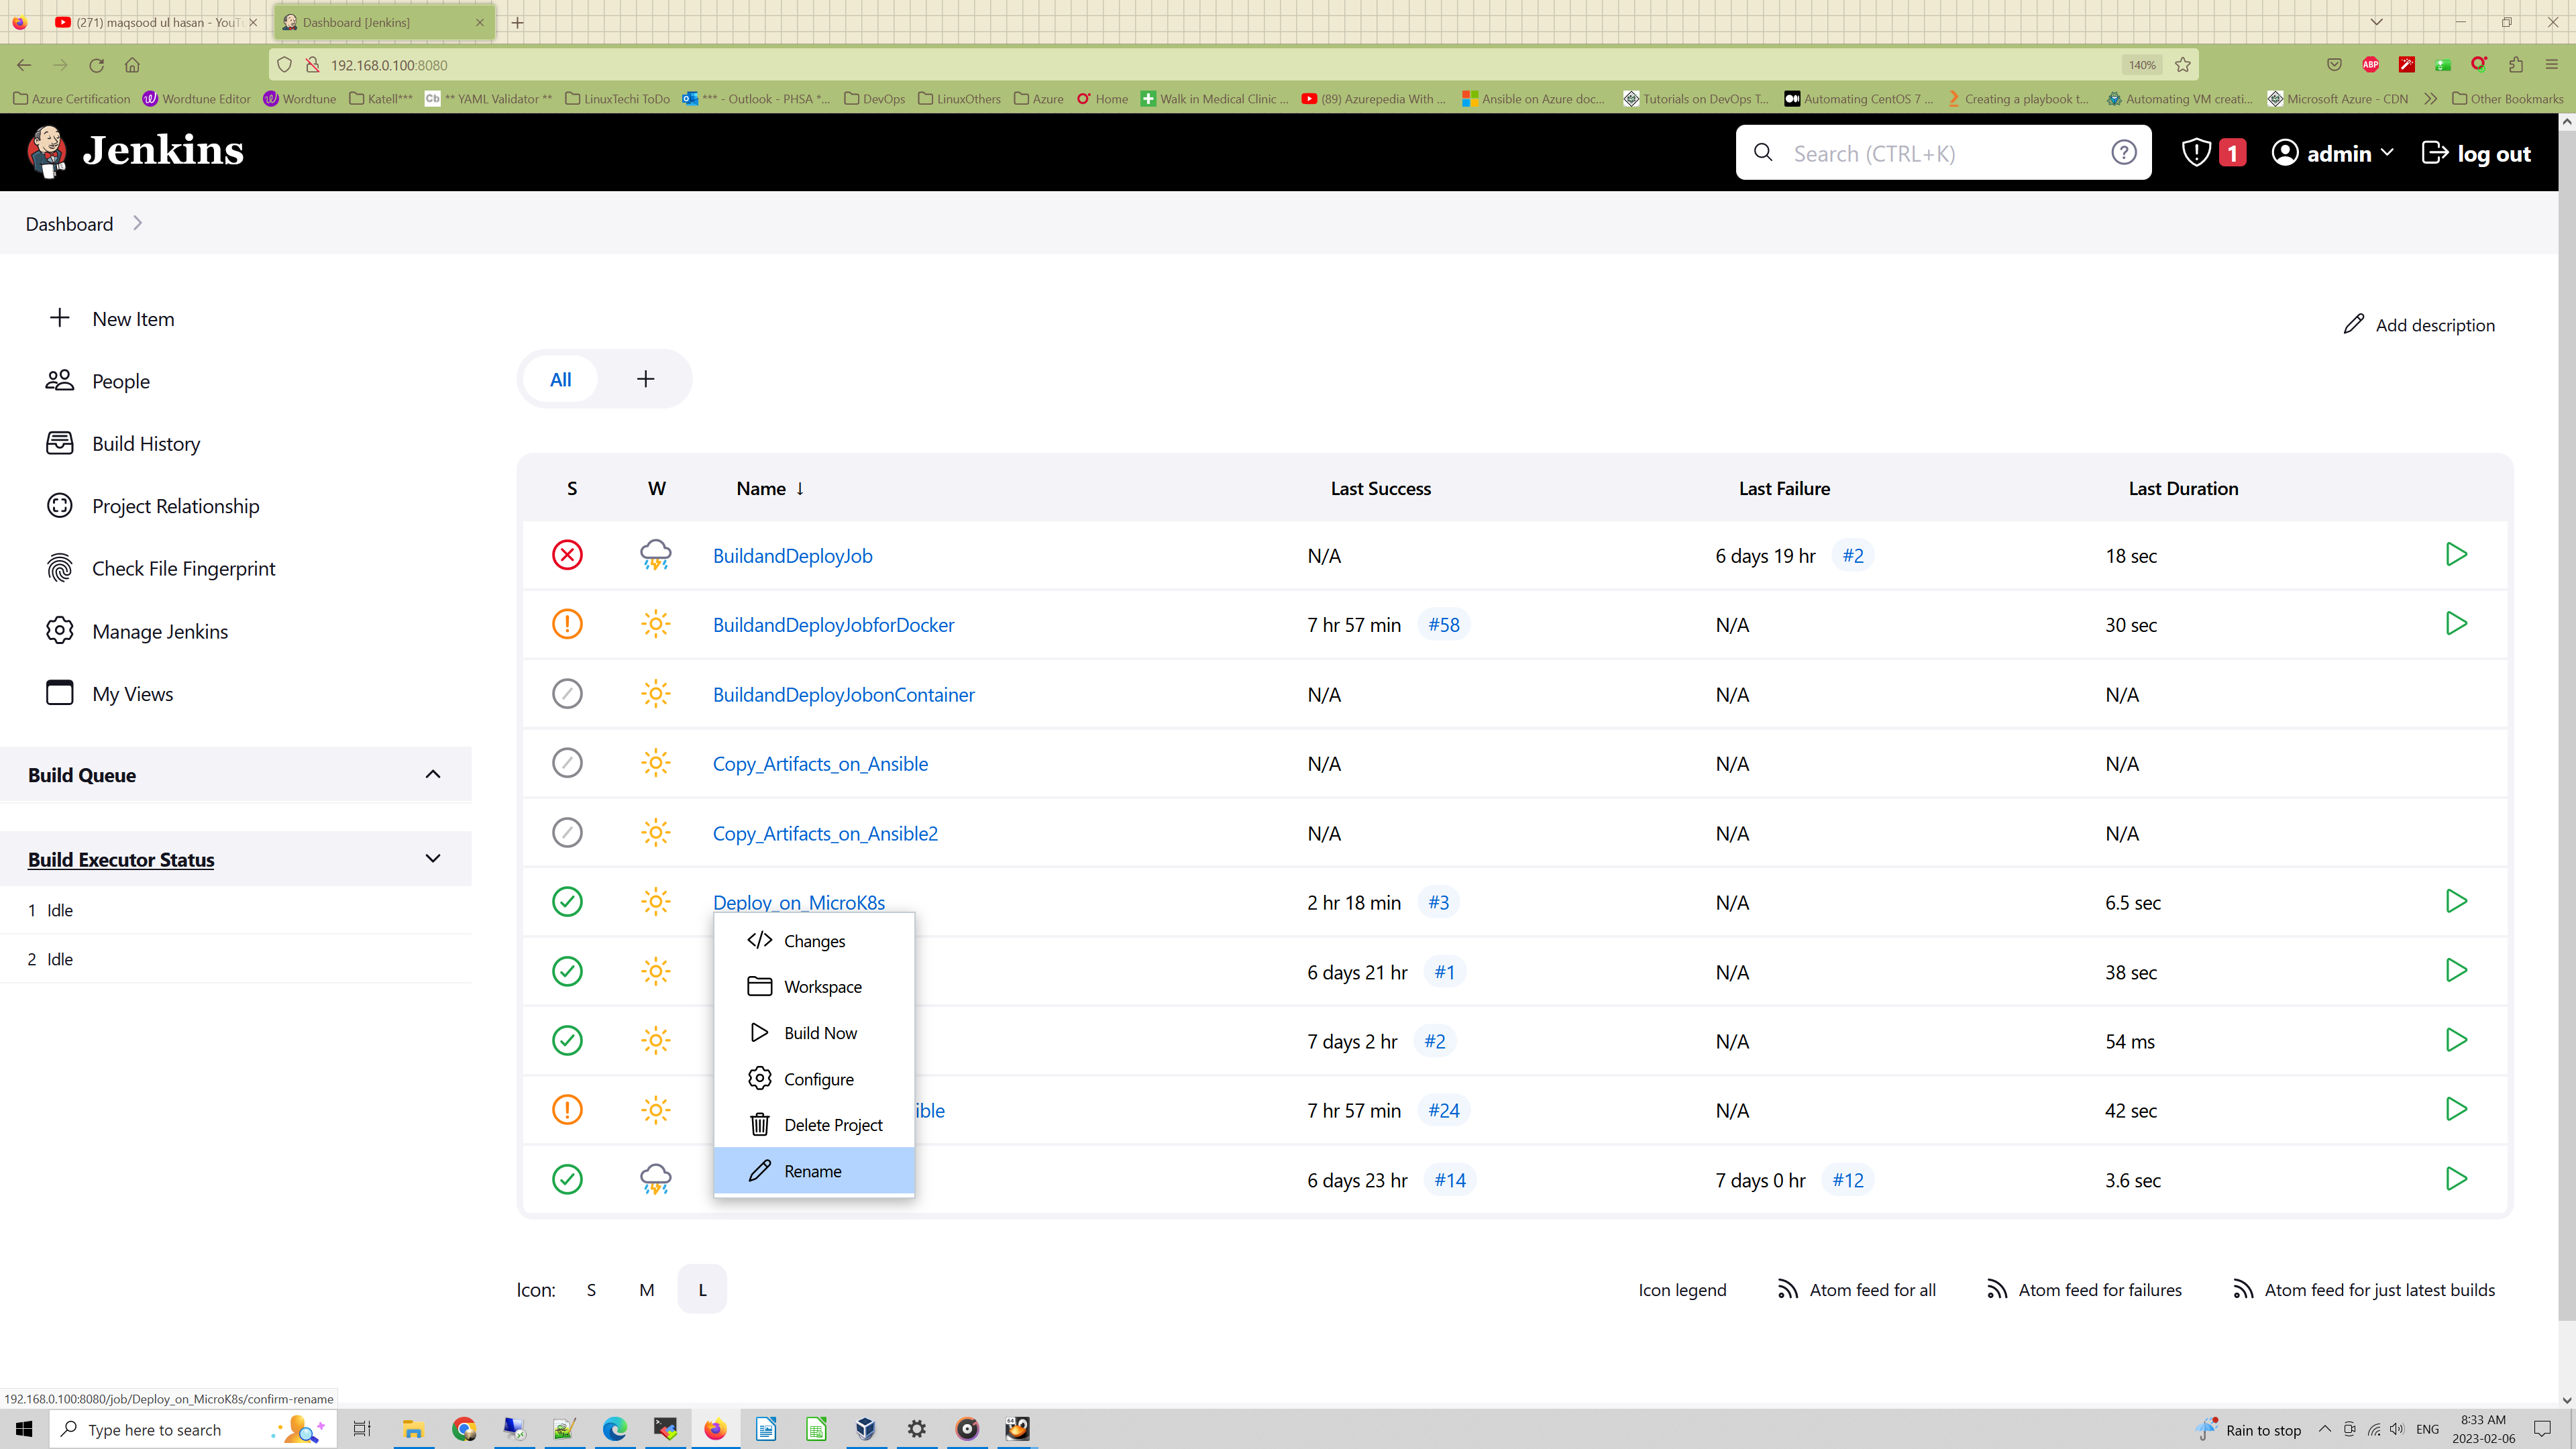 (271) maqsood ul hasan - YouT
Dashboard [Jenkins]
192.168.0.100:8080
140%
Azure Certification
Wordtune Editor
Wordtune
Katell***
Cb ** YAML Validator **
LinuxTechi ToDo
*** - Outlook - PHSA *...
DevOps
LinuxOthers
Azure
Home
Walk in Medical Clinic ...
(89) Azurepedia With ...
Ansible on Azure doc...
Tutorials on DevOps T...
Automating CentOS 7 ...
Creating a playbook t...
Automating VM creati...
Microsoft Azure - CDN
Other Bookmarks
Jenkins
Search (CTRL+K)
1
admin
log out
Dashboard
New Item
People
Build History
Project Relationship
Check File Fingerprint
Manage Jenkins
My Views
Build Queue
Build Executor Status
1 Idle
2 Idle
Add description
All
S W Name ↓ Last Success Last Failure Last Duration
BuildandDeployJob N/A 6 days 19 hr #2 18 sec
BuildandDeployJobforDocker 7 hr 57 min #58 N/A 30 sec
BuildandDeployJobonContainer N/A N/A N/A
Copy_Artifacts_on_Ansible N/A N/A N/A
Copy_Artifacts_on_Ansible2 N/A N/A N/A
Deploy_on_MicroK8s 2 hr 18 min #3 N/A 6.5 sec
6 days 21 hr #1 N/A 38 sec
7 days 2 hr #2 N/A 54 ms
ible 7 hr 57 min #24 N/A 42 sec
6 days 23 hr #14 7 days 0 hr #12 3.6 sec
Changes
Workspace
Build Now
Configure
Delete Project
Rename
Icon: S M L
Icon legend
Atom feed for all
Atom feed for failures
Atom feed for just latest builds
192.168.0.100:8080/job/Deploy_on_MicroK8s/confirm-rename
Type here to search
Rain to stop
ENG
8:33 AM
2023-02-06